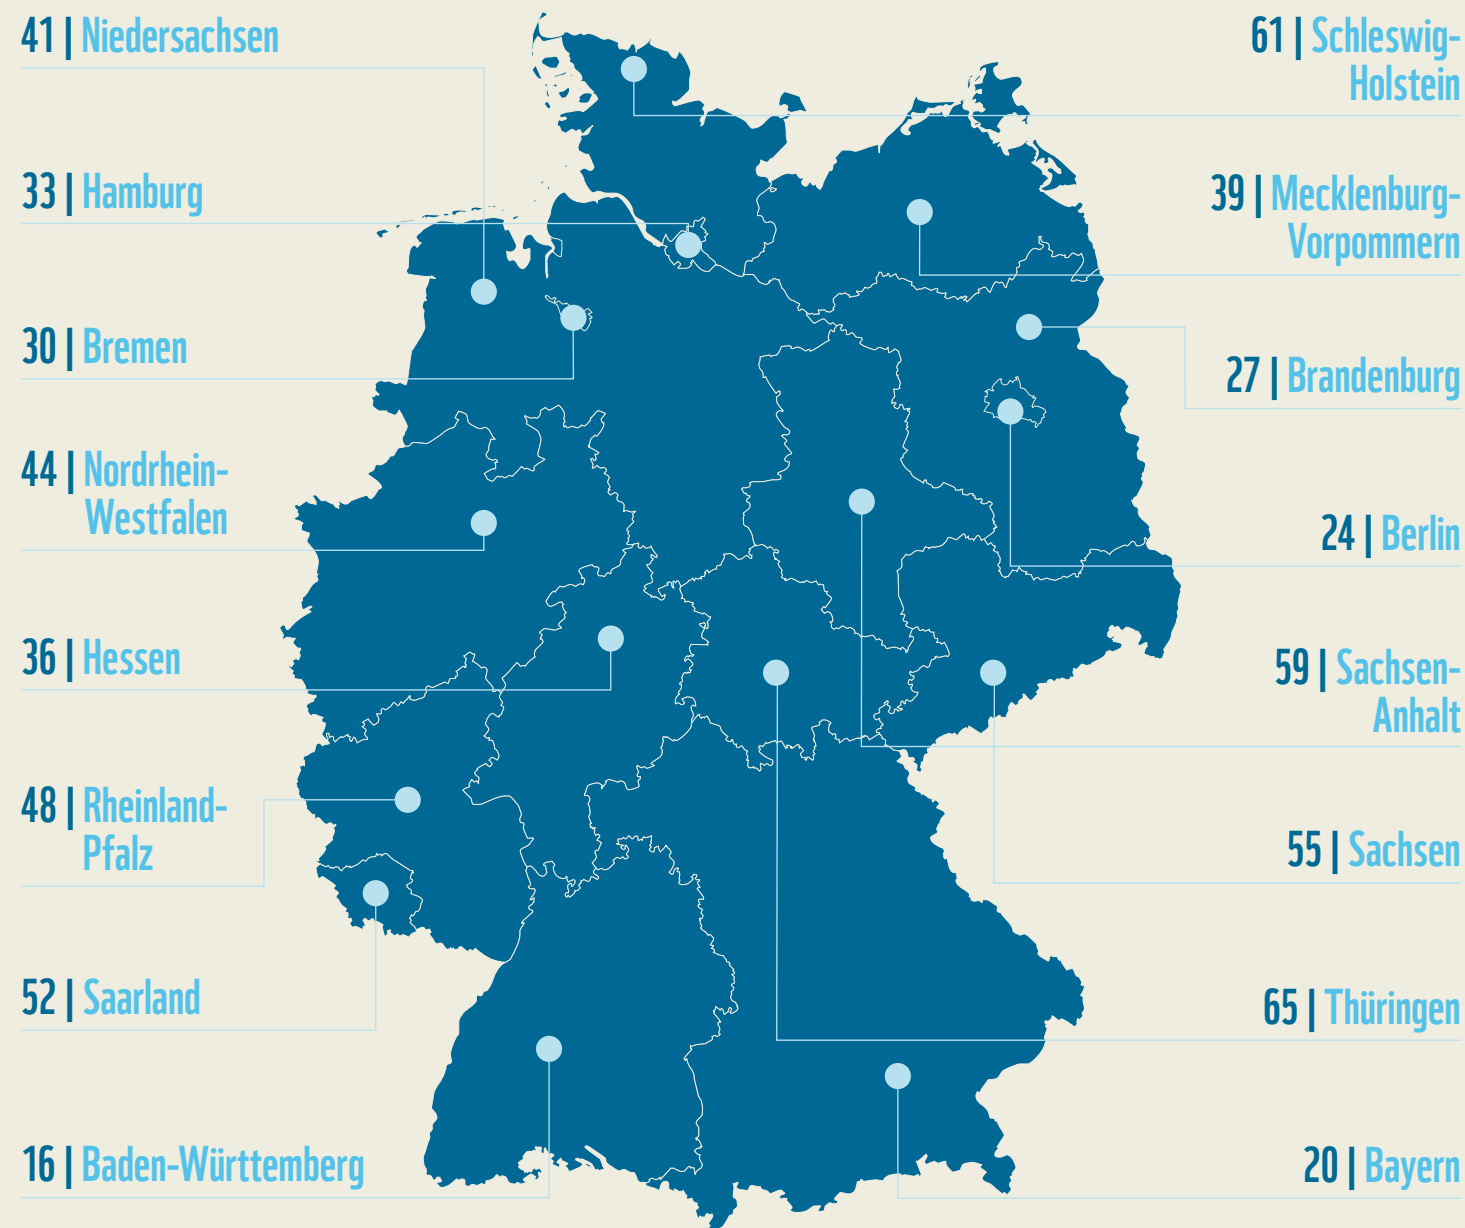 41 | Niedersachsen
33 | Hamburg
30 | Bremen
44 | Nordrhein-
Westfalen
36 | Hessen
48 | Rheinland-
Pfalz
52 | Saarland
16 | Baden-Württemberg
61 | Schleswig-
Holstein
39 | Mecklenburg-
Vorpommern
27 | Brandenburg
24 | Berlin
59 | Sachsen-
Anhalt
55 | Sachsen
65 | Thüringen
20 | Bayern